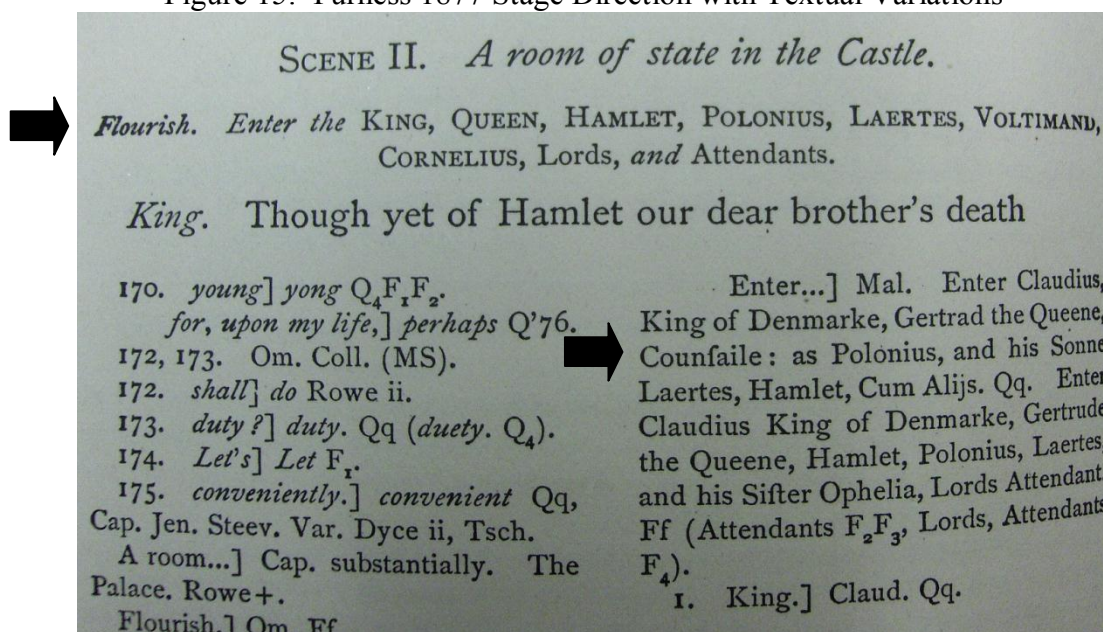 Figure 15. Furness 1877 Stage Direction with Textual Variations
SCENE II. A room of state in the Castle.
Flourish. Enter the KING, QUEEN, HAMLET, POLONIUS, LAERTES, VOLTIMAND,
CORNELIUS, Lords, and Attendants.
King. Though yet of Hamlet our dear brother's death
170. young] yong Q₄F₁F₂.
for, upon my life,] perhaps Q'76.
172, 173. Om. Coll. (MS).
172. shall] do Rowe ii.
173. duty?] duty. Qq (duety. Q₄).
174. Let's] Let F₁.
175. conveniently.] convenient Qq,
Cap. Jen. Steev. Var. Dyce ii, Tsch.
A room...] Cap. substantially. The
Palace. Rowe+.
Flourish.] Om. Ff
Enter...] Mal. Enter Claudius,
King of Denmarke, Gertrad the Queene,
Counſaile: as Polonius, and his Sonne
Laertes, Hamlet, Cum Alijs. Qq. Enter
Claudius King of Denmarke, Gertrude
the Queene, Hamlet, Polonius, Laertes,
and his Siſter Ophelia, Lords Attendant.
Ff (Attendants F₂F₃, Lords, Attendants
F₄).
1. King.] Claud. Qq.